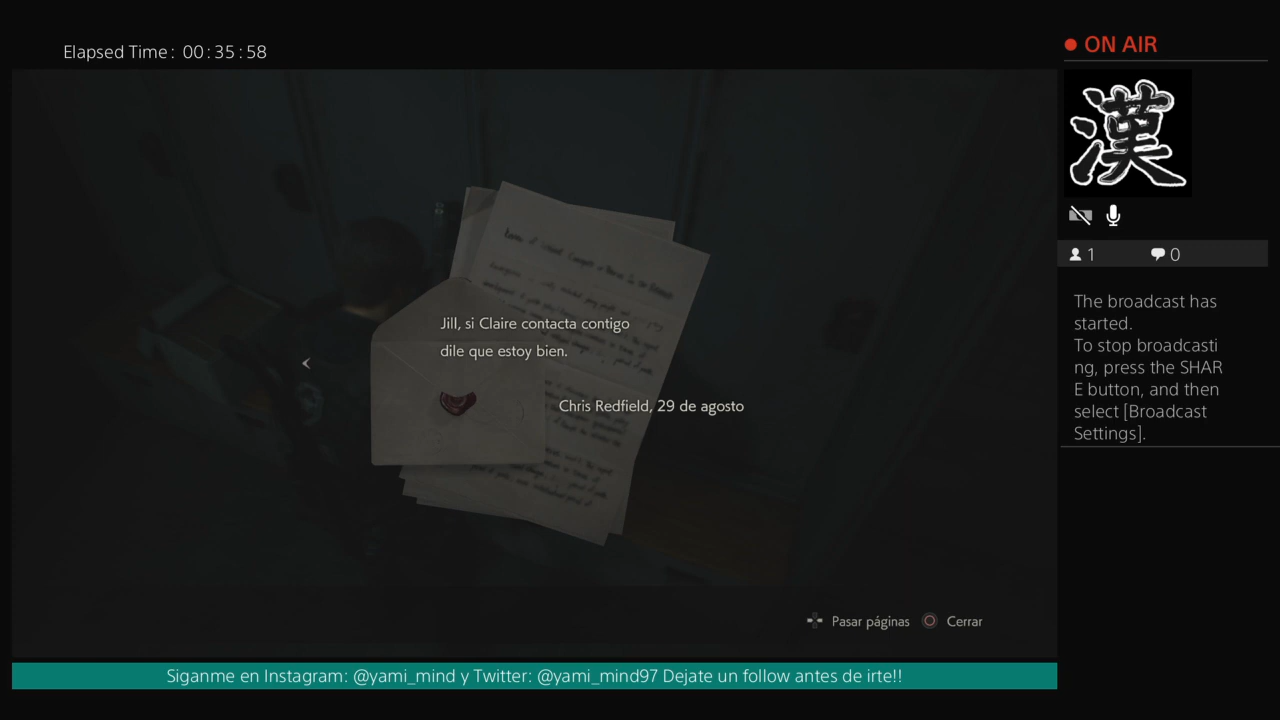 Elapsed Time: 00:35:58
ON AIR
漢
1
0
Jill, si Claire contacta contigo
dile que estoy bien.
Chris Redfield, 29 de agosto
The broadcast has
started.
To stop broadcasti
ng, press the SHAR
E button, and then
select [Broadcast
Settings].
Pasar páginas
Cerrar
Siganme en Instagram: @yami_mind y Twitter: @yami_mind97 Dejate un follow antes de irte!!